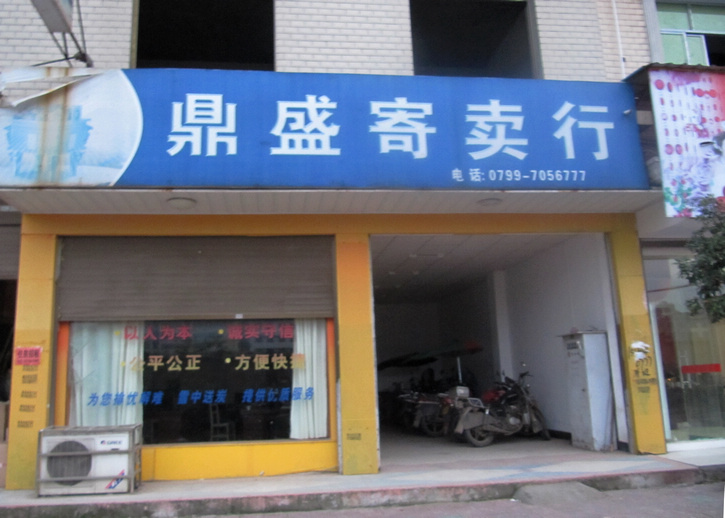 鼎盛寄卖行
电话:0799-7056777
·以人为本 ·诚实守信
·公平公正 ·方便快捷
为您排忧解难 雪中送炭 提供优质服务